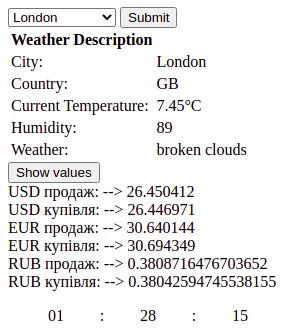 London Submit
Weather Description
City: London
Country: GB
Current Temperature: 7.45°C
Humidity: 89
Weather: broken clouds
Show values
USD продаж: --> 26.450412
USD купівля: --> 26.446971
EUR продаж: --> 30.640144
EUR купівля: --> 30.694349
RUB продаж: --> 0.3808716476703652
RUB купівля: --> 0.38042594745538155
01 : 28 : 15